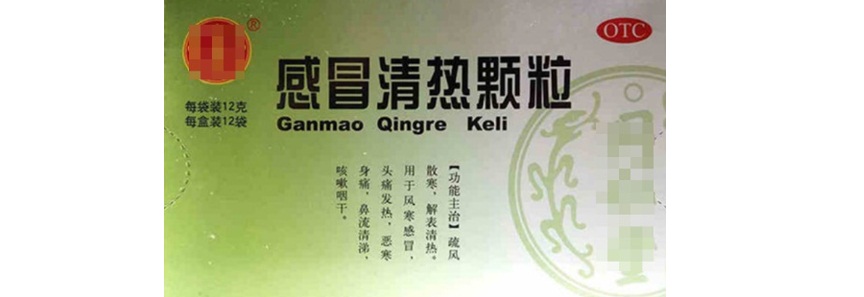 ®
OTC
感冒清热颗粒
Ganmao Qingre Keli
每袋装12克
每盒装12袋
【功能主治】疏风
散寒，解表清热。
用于风寒感冒，
头痛发热，恶寒
身痛，鼻流清涕，
咳嗽咽干。